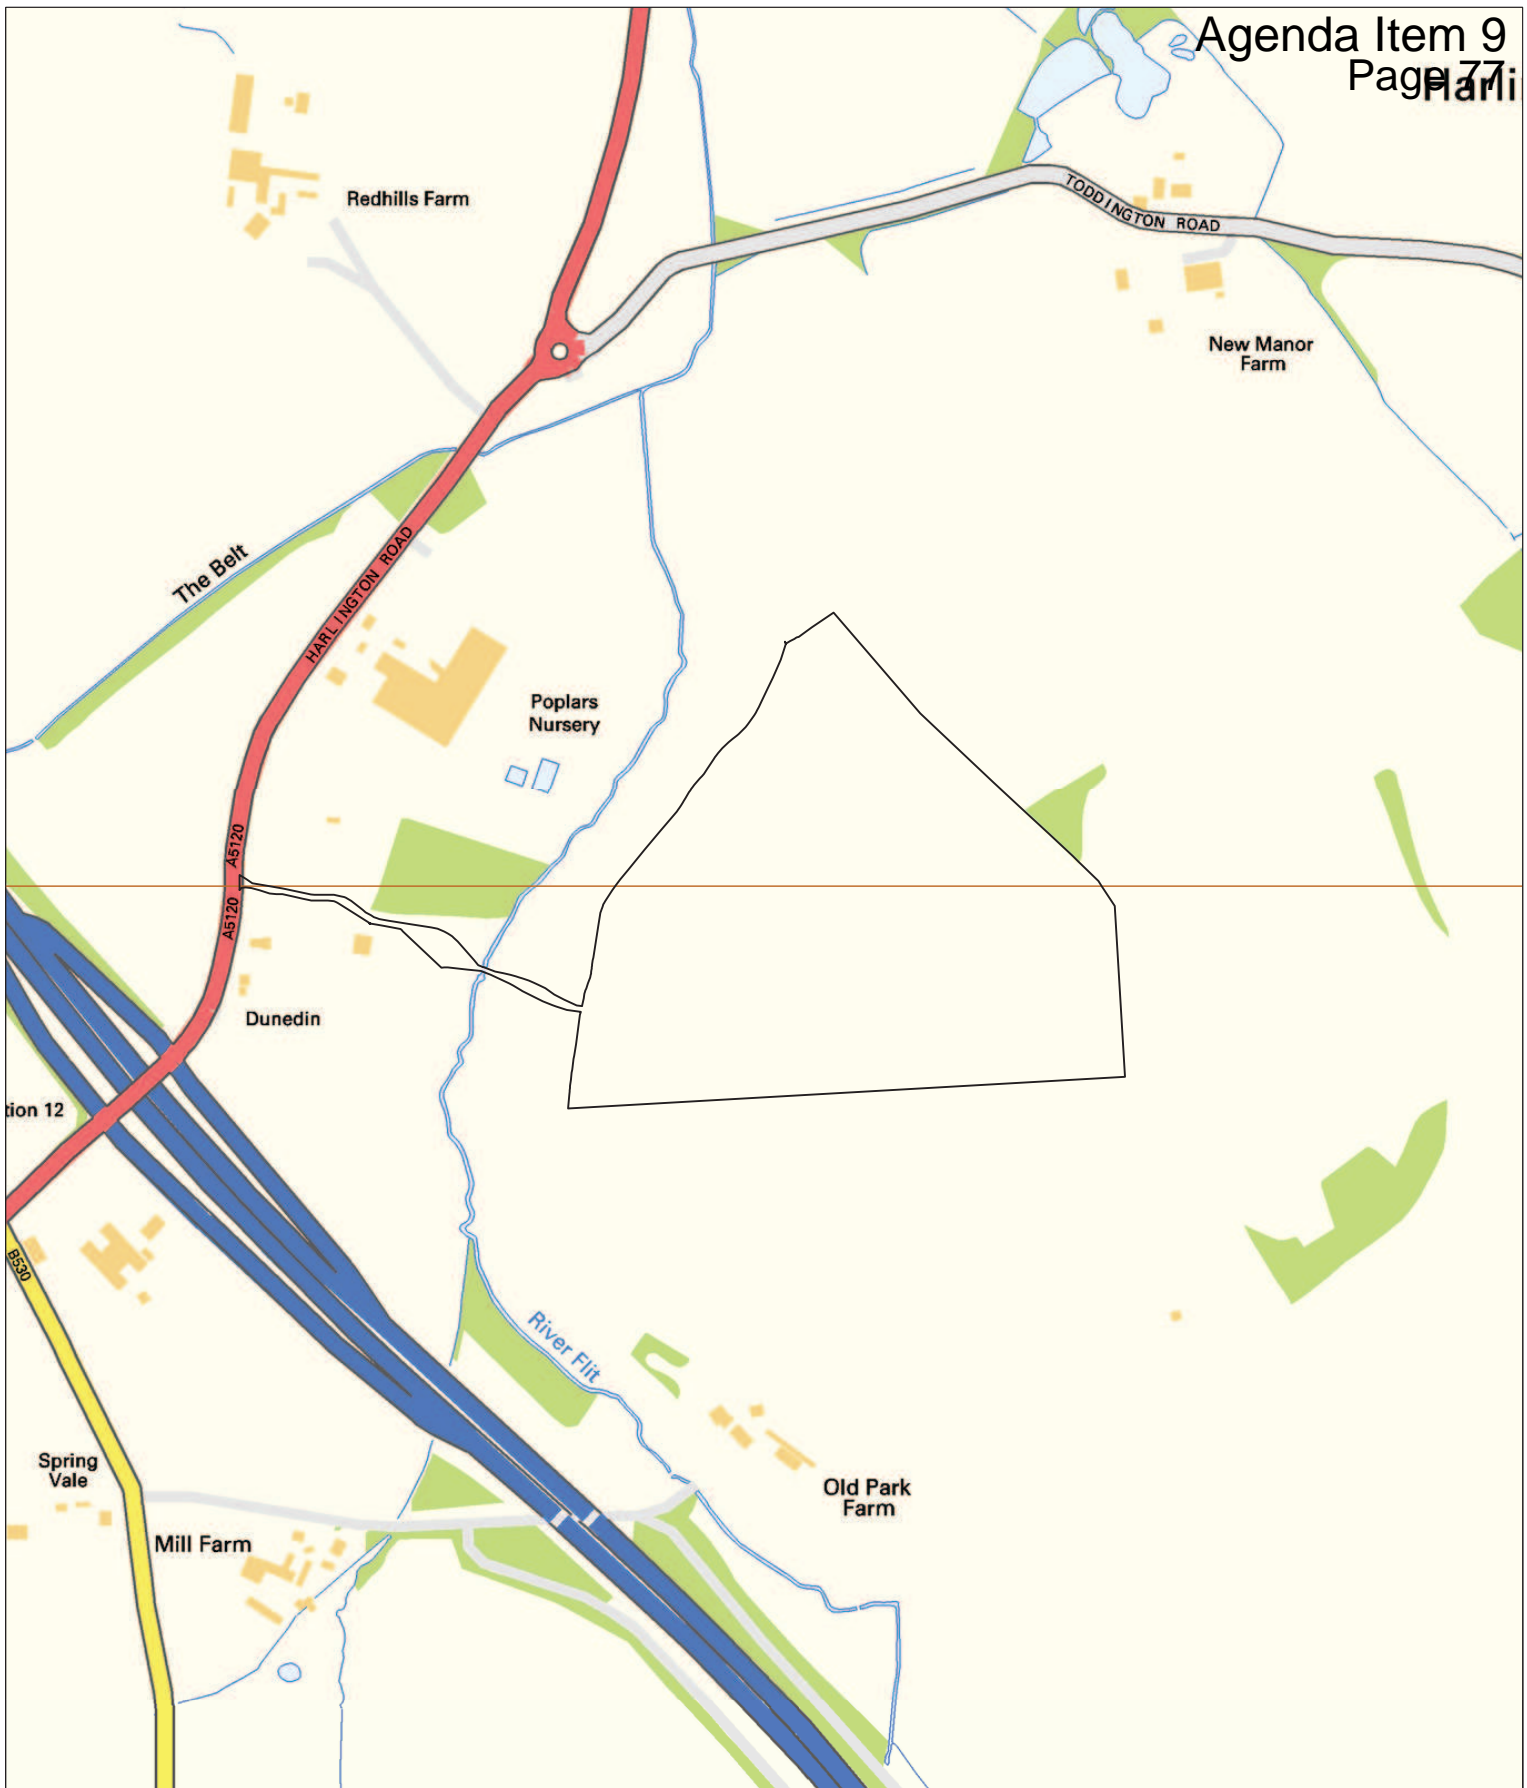 Agenda Item 9
Page 77
Harli
Redhills Farm
TODDINGTON ROAD
New Manor
Farm
The Belt
HARLINGTON ROAD
Poplars
Nursery
A5120
A5120
Dunedin
tion 12
B530
River Flit
Spring
Vale
Old Park
Farm
Mill Farm